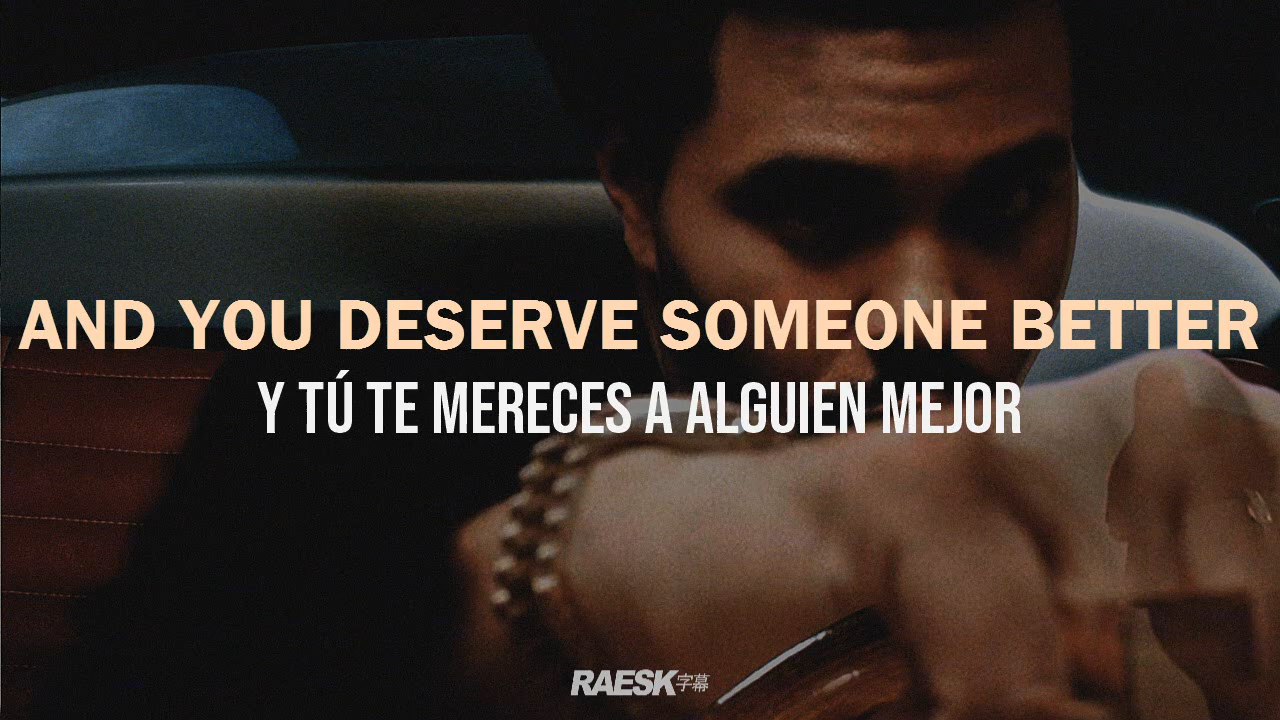 AND YOU DESERVE SOMEONE BETTER
Y TÚ TE MERECES A ALGUIEN MEJOR
RAESK字幕